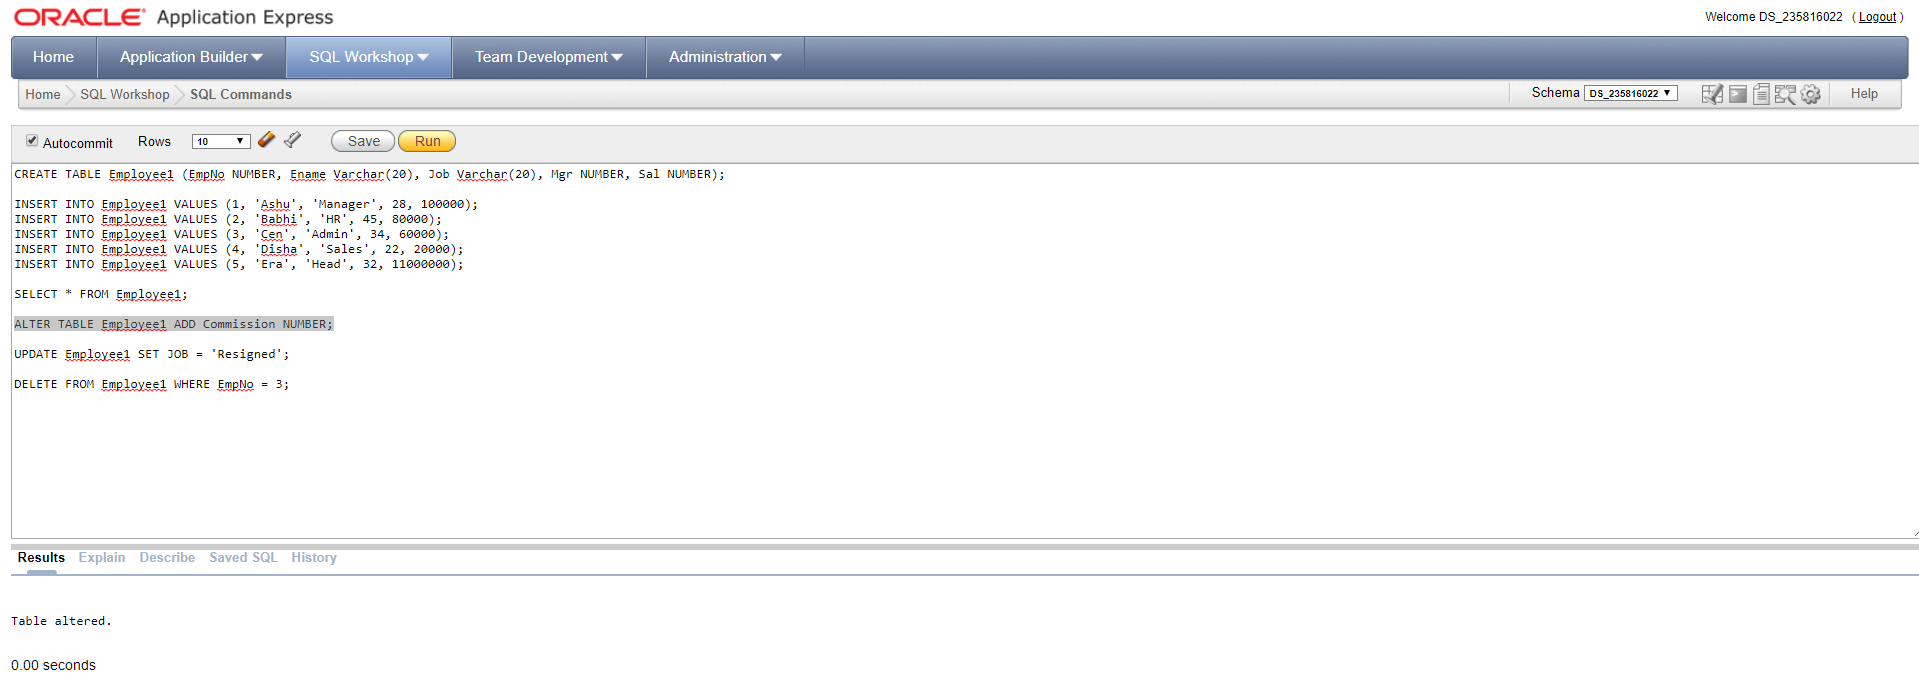 ORACLE® Application Express
Welcome DS_235816022 ( Logout )
Home Application Builder SQL Workshop Team Development Administration
Home SQL Workshop SQL Commands Schema DS_235816022 Help
Autocommit Rows 10 Save Run
CREATE TABLE Employee1 (EmpNo NUMBER, Ename Varchar(20), Job Varchar(20), Mgr NUMBER, Sal NUMBER);
INSERT INTO Employee1 VALUES (1, 'Ashu', 'Manager', 28, 100000);
INSERT INTO Employee1 VALUES (2, 'Babhi', 'HR', 45, 80000);
INSERT INTO Employee1 VALUES (3, 'Cen', 'Admin', 34, 60000);
INSERT INTO Employee1 VALUES (4, 'Disha', 'Sales', 22, 20000);
INSERT INTO Employee1 VALUES (5, 'Era', 'Head', 32, 11000000);
SELECT * FROM Employee1;
ALTER TABLE Employee1 ADD Commission NUMBER;
UPDATE Employee1 SET JOB = 'Resigned';
DELETE FROM Employee1 WHERE EmpNo = 3;
Results Explain Describe Saved SQL History
Table altered.
0.00 seconds